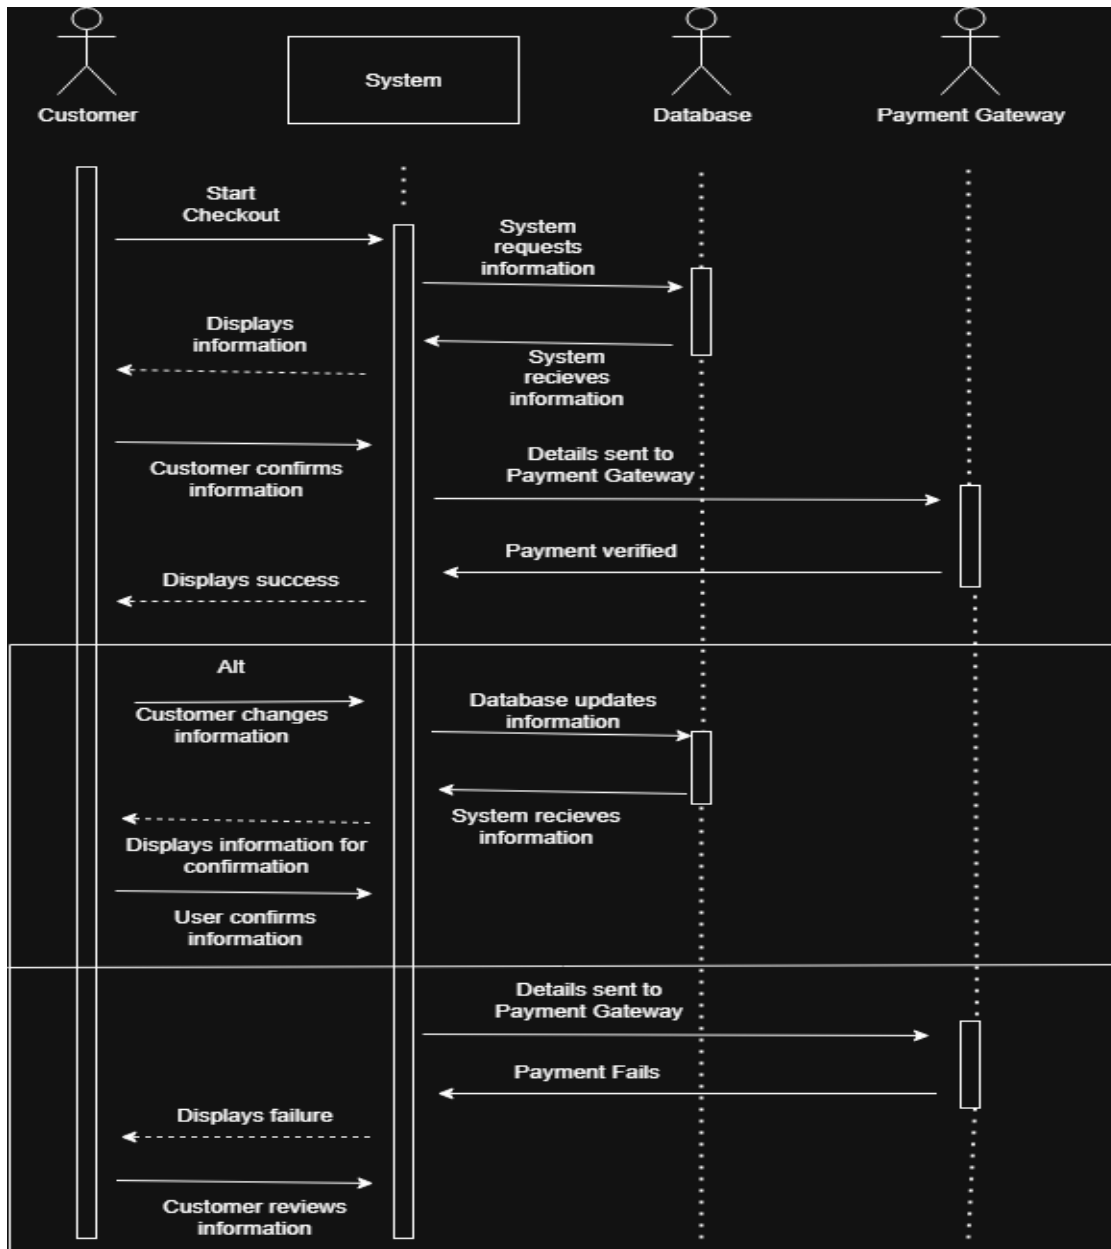 Customer
System
Database
Payment Gateway
Start
Checkout
System
requests
information
Displays
information
System
recieves
information
Customer confirms
information
Details sent to
Payment Gateway
Payment verified
Displays success
Alt
Customer changes
information
Database updates
information
System recieves
information
Displays information for
confirmation
User confirms
information
Details sent to
Payment Gateway
Payment Fails
Displays failure
Customer reviews
information